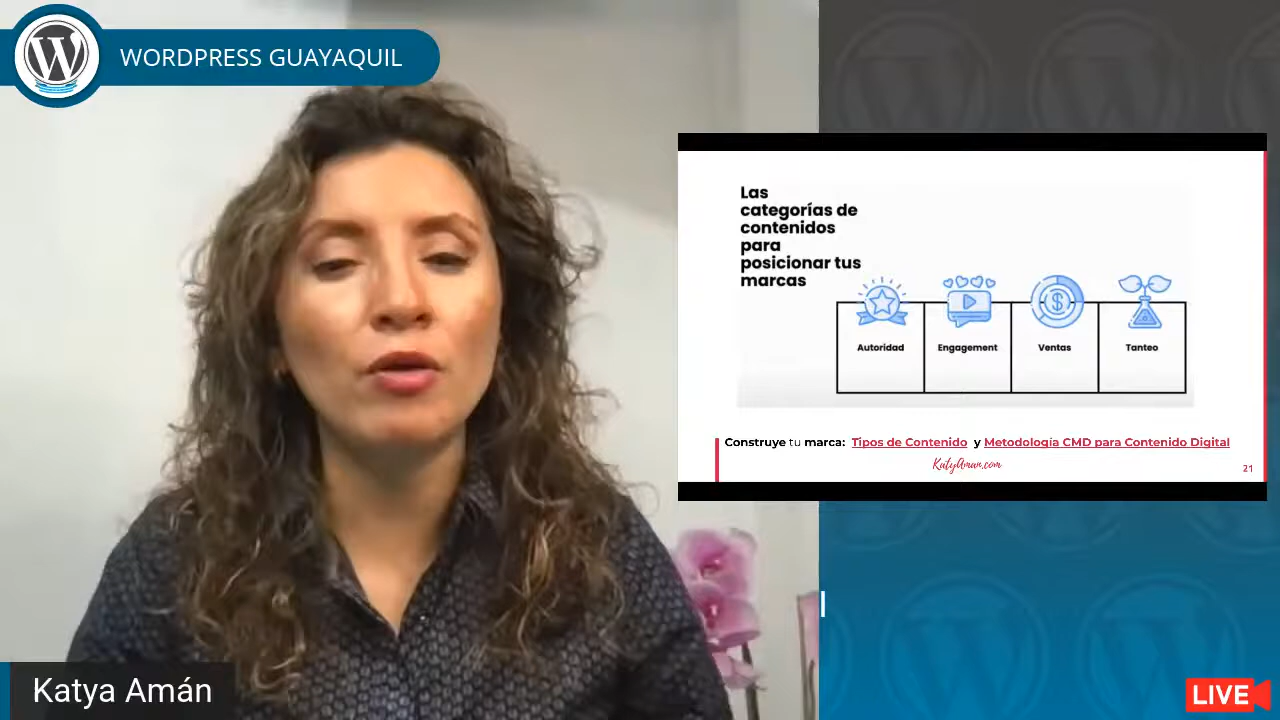 WORDPRESS GUAYAQUIL
Las
categorías de
contenidos
para
posicionar tus
marcas
Autoridad
Engagement
Ventas
Tanteo
Construye tu marca: Tipos de Contenido y Metodología CMD para Contenido Digital
KatyAman.com
21
Katya Amán
LIVE